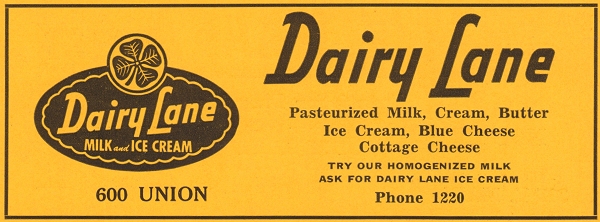 Dairy Lane
MILK and ICE CREAM
600 UNION
Dairy Lane
Pasteurized Milk, Cream, Butter
Ice Cream, Blue Cheese
Cottage Cheese
TRY OUR HOMOGENIZED MILK
ASK FOR DAIRY LANE ICE CREAM
Phone 1220